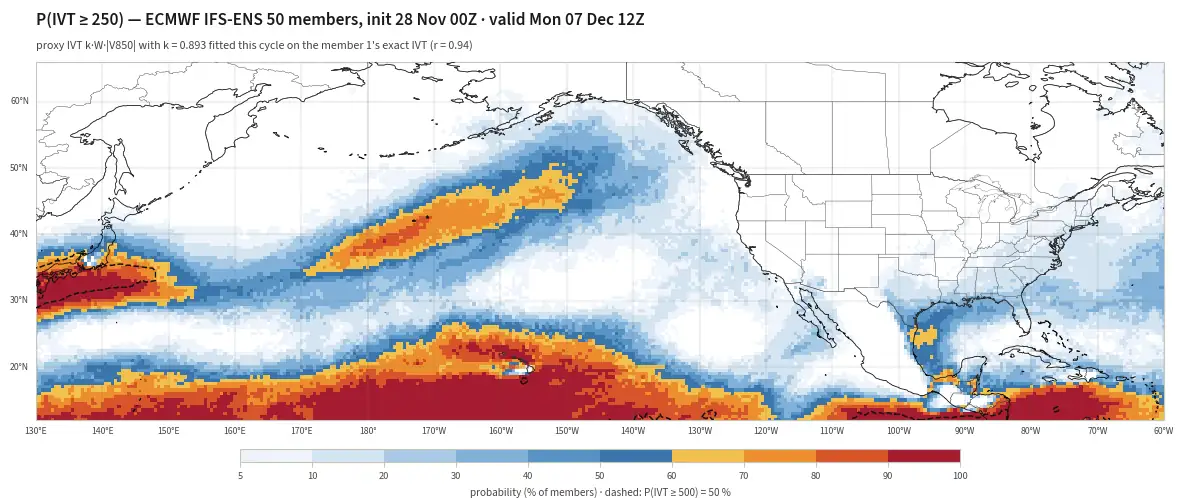 P(IVT ≥ 250) — ECMWF IFS-ENS 50 members, init 28 Nov 00Z · valid Mon 07 Dec 12Z
proxy IVT k·W·|V850| with k = 0.893 fitted this cycle on the member 1's exact IVT (r = 0.94)
60°N
50°N
40°N
30°N
20°N
130°E 140°E 150°E 160°E 170°E 180° 170°W 160°W 150°W 140°W 130°W 120°W 110°W 100°W 90°W 80°W 70°W 60°W
5 10 20 30 40 50 60 70 80 90 100
probability (% of members) · dashed: P(IVT ≥ 500) = 50 %